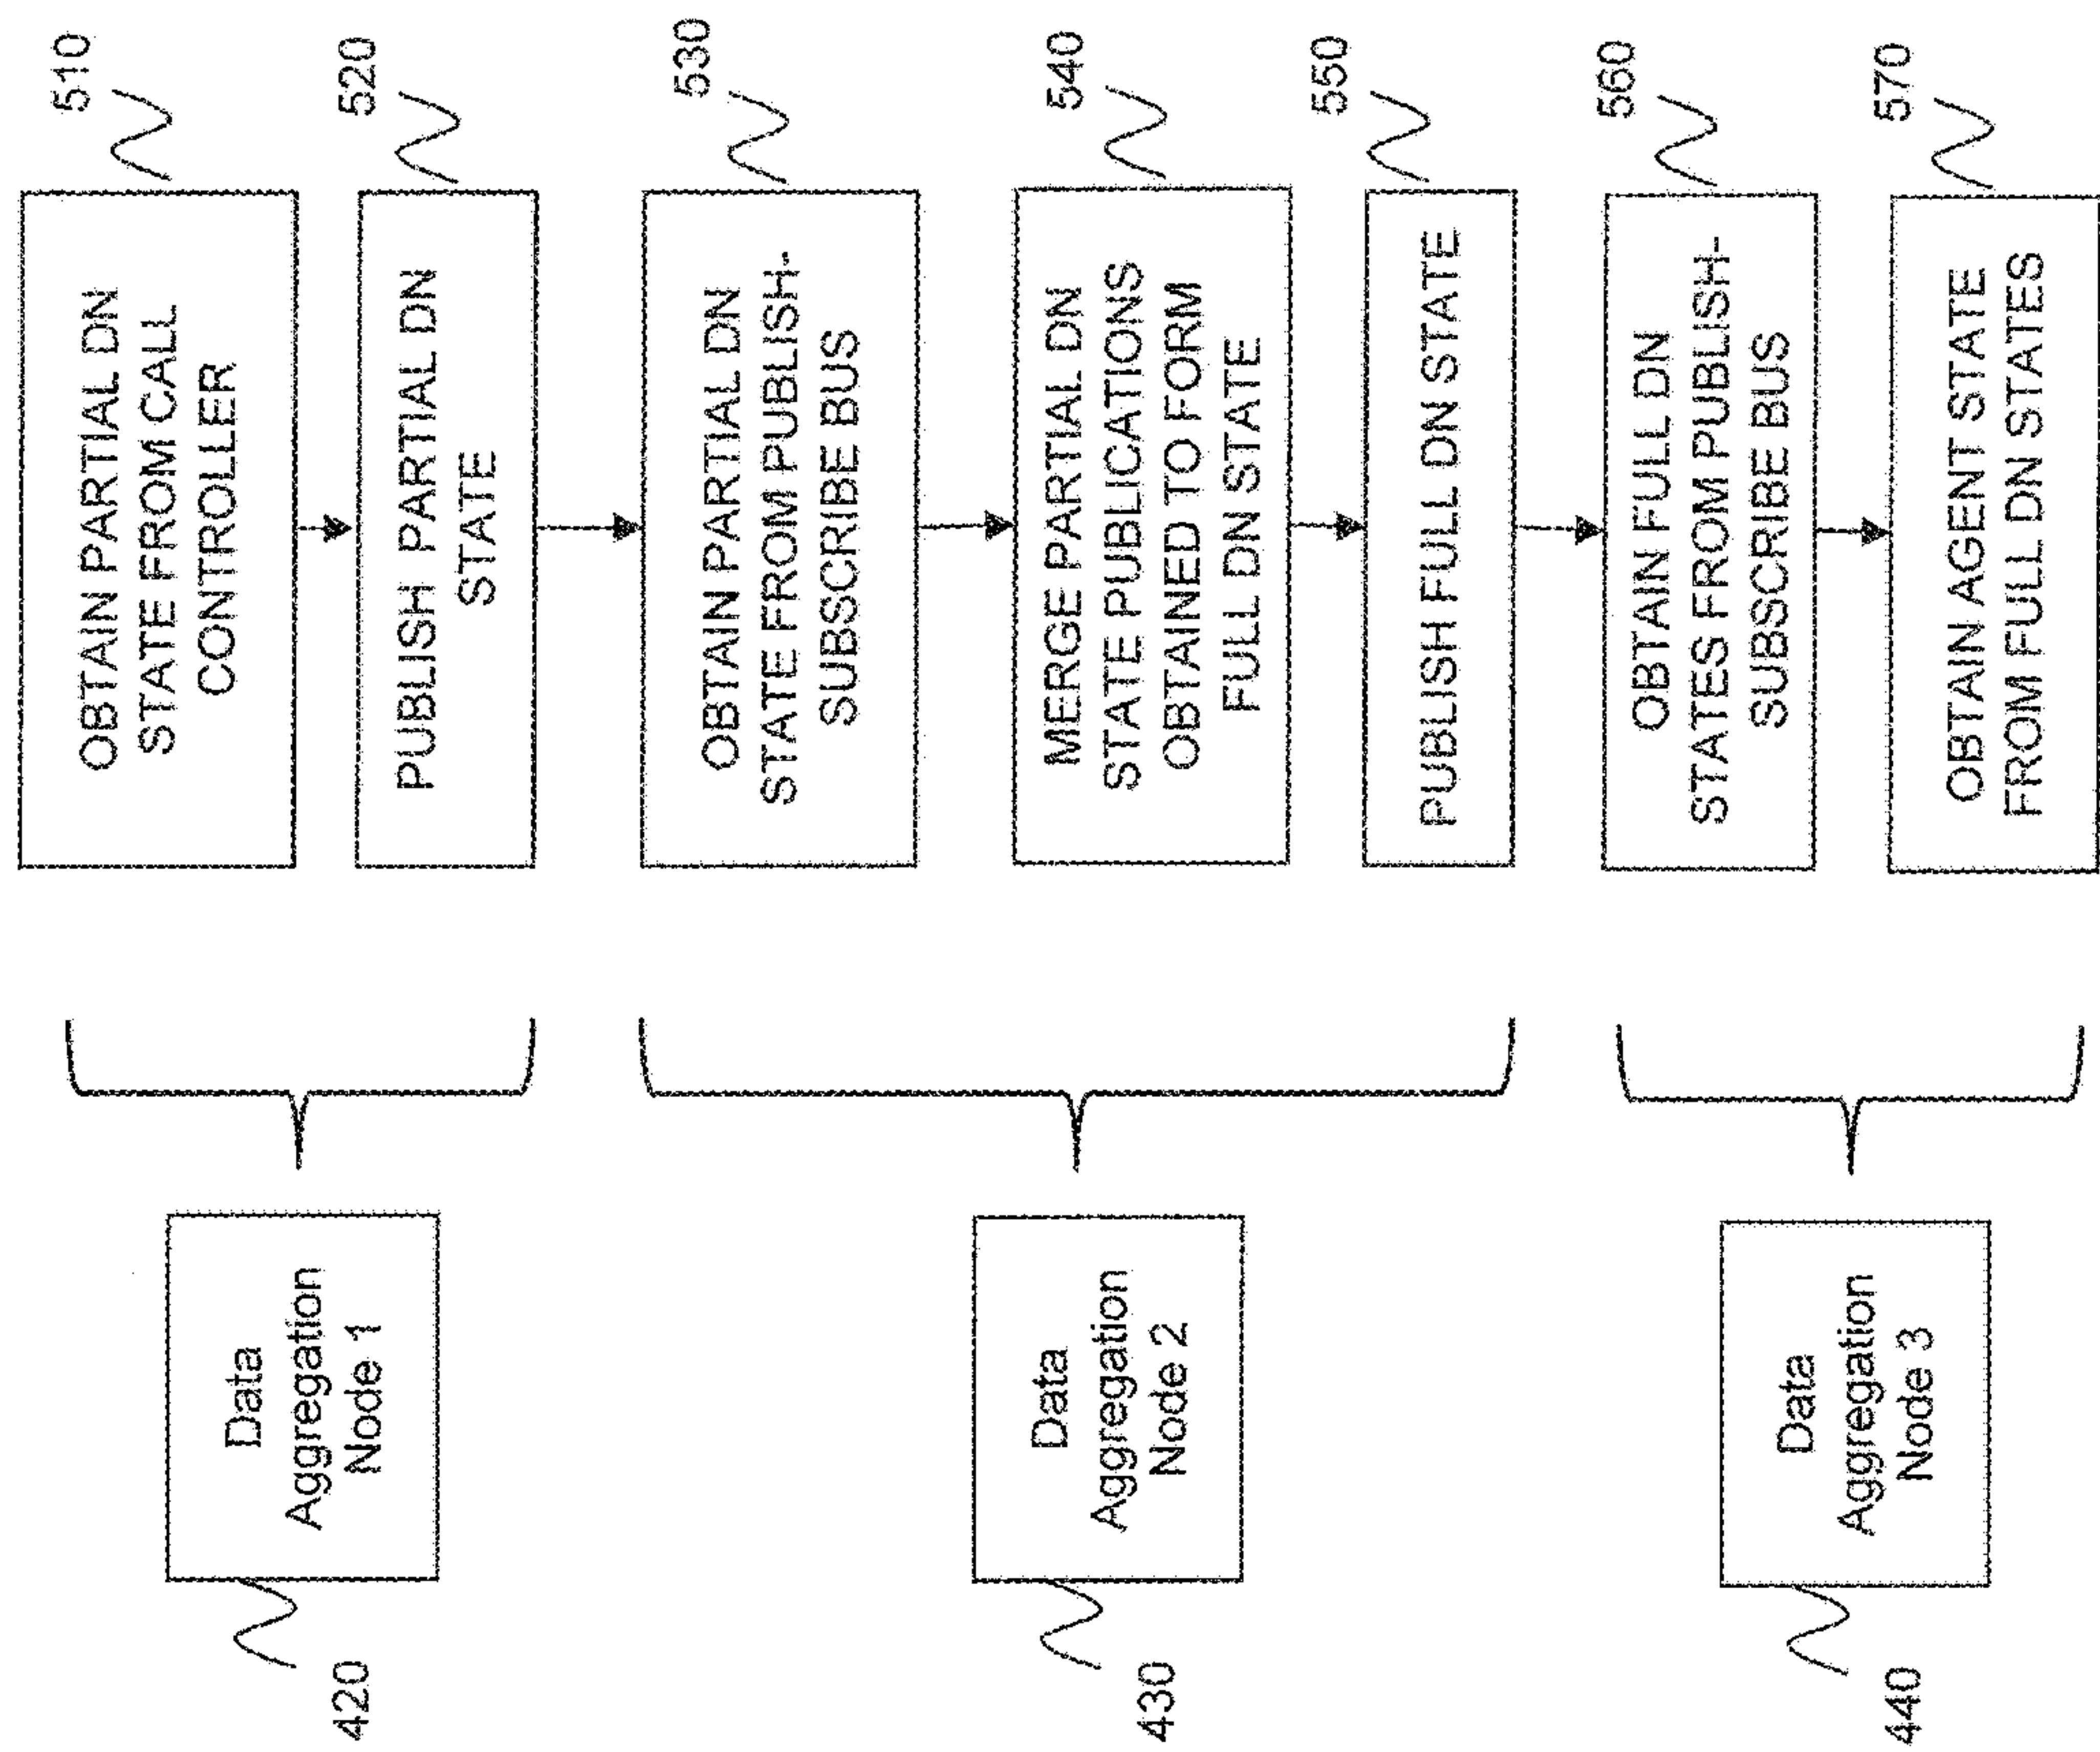 510
OBTAIN PARTIAL DN
STATE FROM CALL
CONTROLLER
520
PUBLISH PARTIAL DN
STATE
420
Data
Aggregation
Node 1
530
OBTAIN PARTIAL DN
STATE FROM PUBLISH-
SUBSCRIBE BUS
540
MERGE PARTIAL DN
STATE PUBLICATIONS
OBTAINED TO FORM
FULL DN STATE
550
PUBLISH FULL DN STATE
430
Data
Aggregation
Node 2
560
OBTAIN FULL DN
STATES FROM PUBLISH-
SUBSCRIBE BUS
570
OBTAIN AGENT STATE
FROM FULL DN STATES
440
Data
Aggregation
Node 3